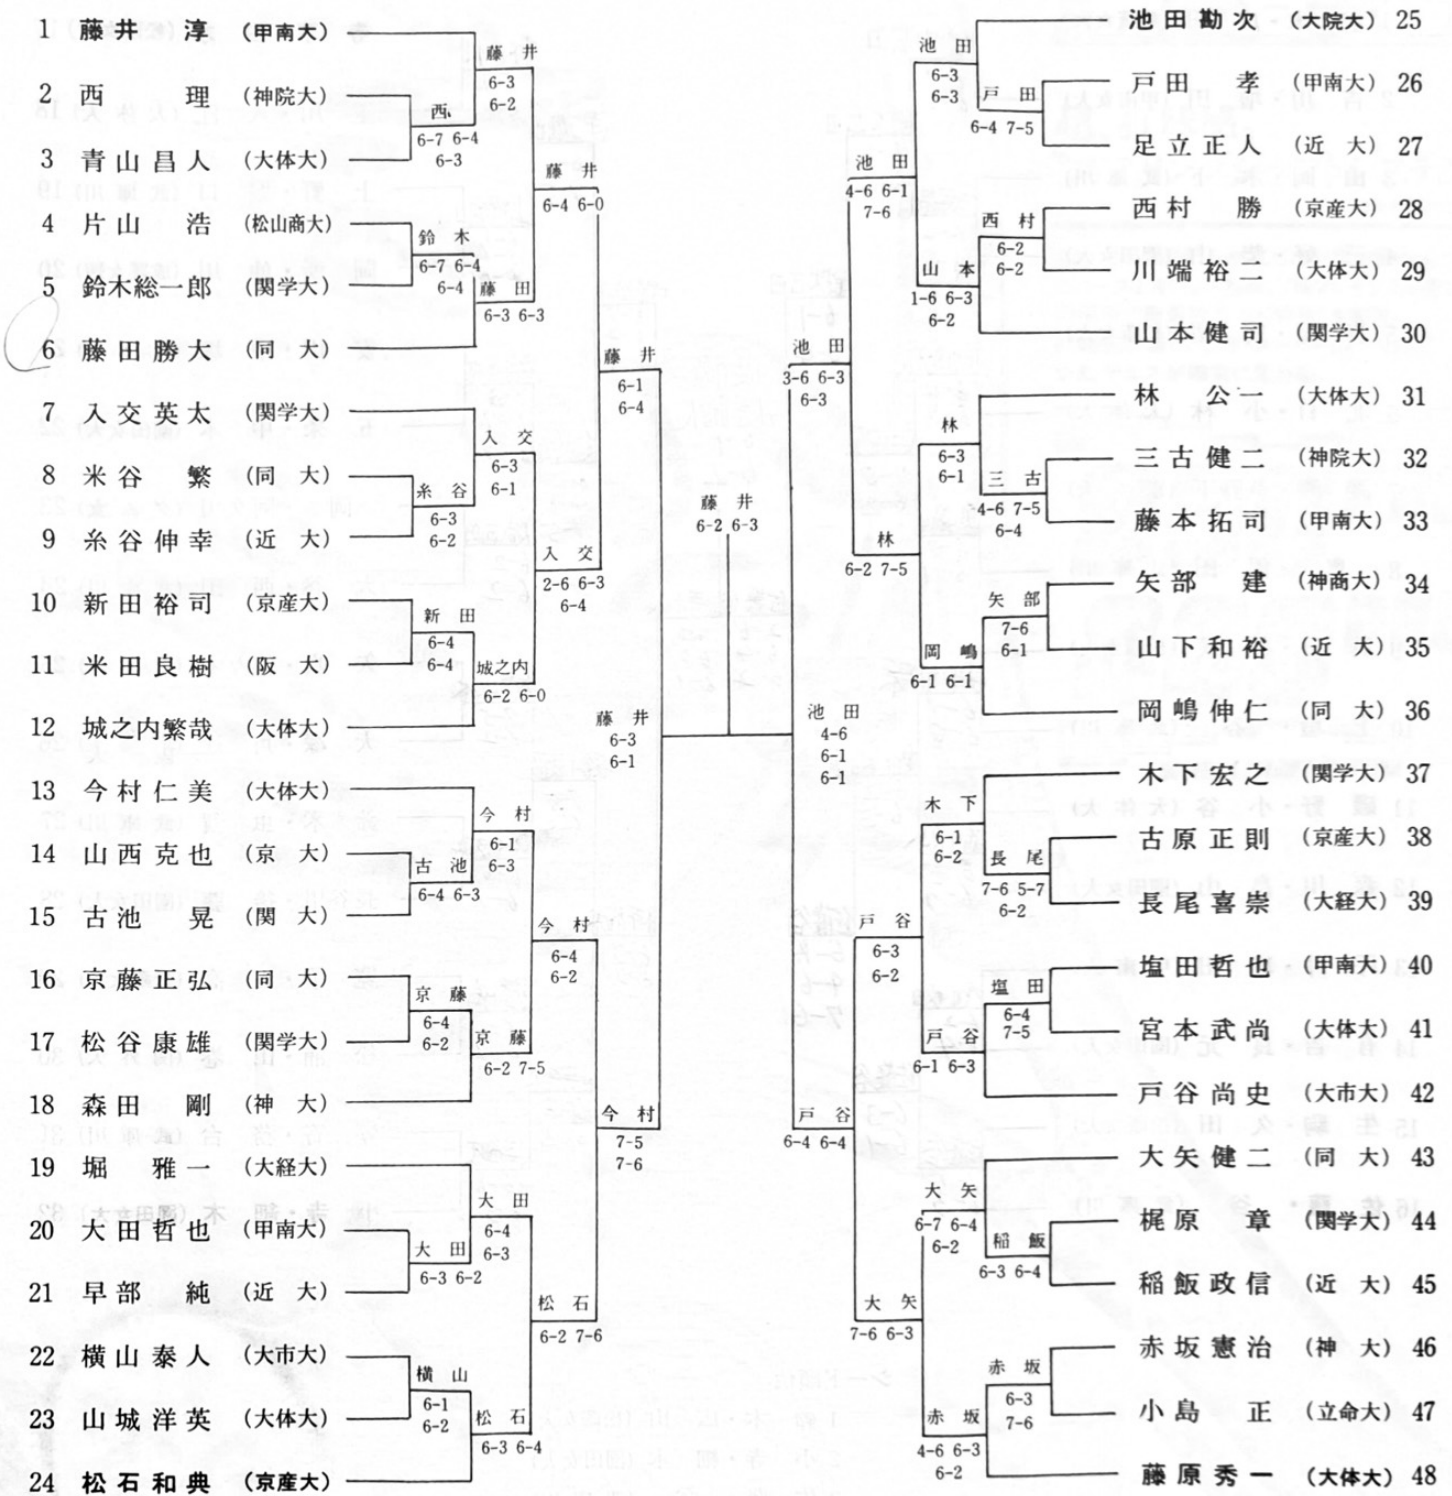 1 藤井 淳 (甲南大)
2 西 理 (神院大)
3 青山昌人 (大体大)
4 片山 浩 (松山商大)
5 鈴木総一郎 (関学大)
6 藤田勝大 (同 大)
7 入交英太 (関学大)
8 米谷 繁 (同 大)
9 糸谷伸幸 (近 大)
10 新田裕司 (京産大)
11 米田良樹 (阪 大)
12 城之内繁哉 (大体大)
13 今村仁美 (大体大)
14 山西克也 (京 大)
15 古池 晃 (関 大)
16 京藤正弘 (同 大)
17 松谷康雄 (関学大)
18 森田 剛 (神 大)
19 堀 雅一 (大経大)
20 大田哲也 (甲南大)
21 早部 純 (近 大)
22 横山泰人 (大市大)
23 山城洋英 (大体大)
24 松石和典 (京産大)
西
6-7 6-4
6-3
鈴木
6-7 6-4
6-4
糸谷
6-3
6-2
新田
6-4
6-4
古池
6-4 6-3
京藤
6-4
6-2
大田
6-3 6-2
横山
6-1
6-2
藤井
6-3
6-2
藤田
6-3 6-3
入交
6-3
6-1
城之内
6-2 6-0
今村
6-1
6-3
京藤
6-2 7-5
大田
6-4
6-3
松石
6-3 6-4
藤井
6-4 6-0
入交
2-6 6-3
6-4
今村
6-4
6-2
松石
6-2 7-6
藤井
6-1
6-4
今村
7-5
7-6
藤井
6-3
6-1
藤井
6-2 6-3
池田
4-6
6-1
6-1
池田
3-6 6-3
6-3
戸谷
6-4 6-4
池田
4-6 6-1
7-6
林
6-2 7-5
戸谷
6-3
6-2
大矢
7-6 6-3
池田
6-3
6-3
山本
1-6 6-3
6-2
林
6-3
6-1
岡嶋
6-1 6-1
木下
6-1
6-2
戸谷
6-1 6-3
大矢
6-7 6-4
6-2
赤坂
4-6 6-3
6-2
戸田
6-4 7-5
西村
6-2
6-2
三古
4-6 7-5
6-4
矢部
7-6
6-1
長尾
7-6 5-7
6-2
塩田
6-4
7-5
稲飯
6-3 6-4
赤坂
6-3
7-6
池田勘次 (大院大) 25
戸田 孝 (甲南大) 26
足立正人 (近 大) 27
西村 勝 (京産大) 28
川端裕二 (大体大) 29
山本健司 (関学大) 30
林 公一 (大体大) 31
三古健二 (神院大) 32
藤本拓司 (甲南大) 33
矢部 建 (神商大) 34
山下和裕 (近 大) 35
岡嶋伸仁 (同 大) 36
木下宏之 (関学大) 37
古原正則 (京産大) 38
長尾喜崇 (大経大) 39
塩田哲也 (甲南大) 40
宮本武尚 (大体大) 41
戸谷尚史 (大市大) 42
大矢健二 (同 大) 43
梶原 章 (関学大) 44
稲飯政信 (近 大) 45
赤坂憲治 (神 大) 46
小島 正 (立命大) 47
藤原秀一 (大体大) 48